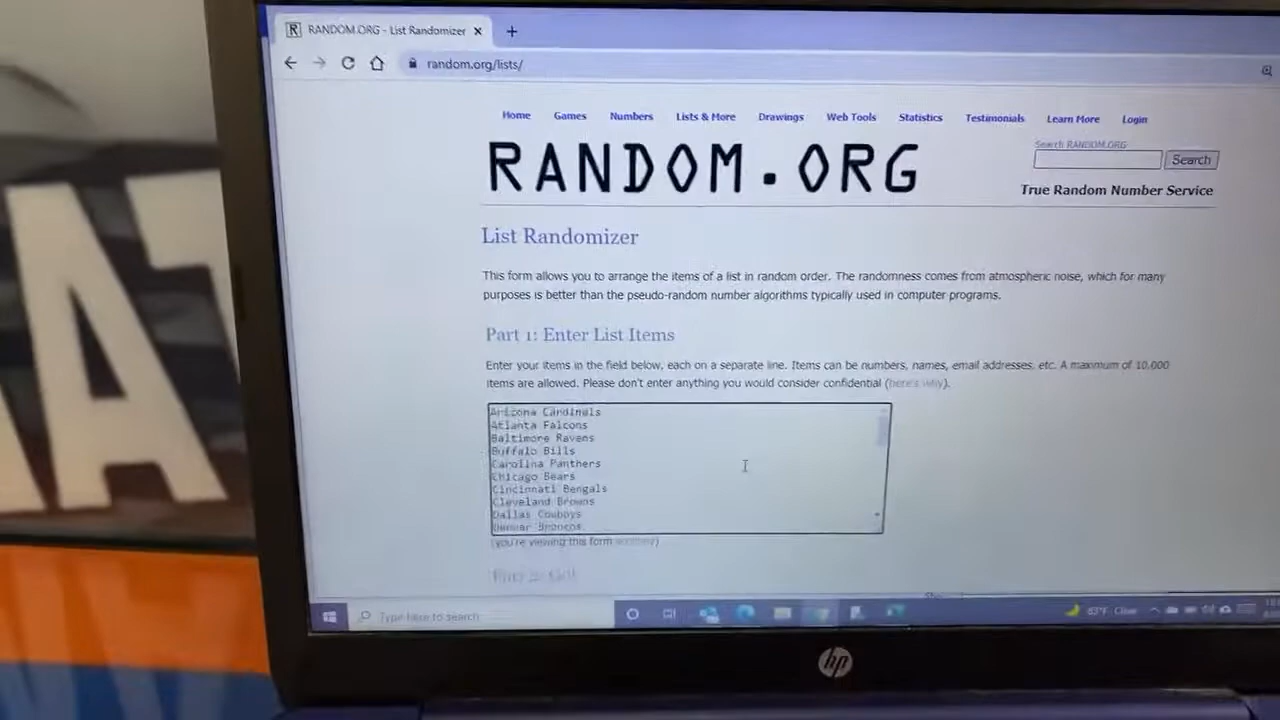 RANDOM.ORG - List Randomizer
random.org/lists/
Home Games Numbers Lists & More Drawings Web Tools Statistics Testimonials Learn More Login
Search RANDOM.ORG
RANDOM.ORG
Search
True Random Number Service
List Randomizer
This form allows you to arrange the items of a list in random order. The randomness comes from atmospheric noise, which for many
purposes is better than the pseudo-random number algorithms typically used in computer programs.
Part 1: Enter List Items
Enter your items in the field below, each on a separate line. Items can be numbers, names, email addresses, etc. A maximum of 10,000
items are allowed. Please don't enter anything you would consider confidential (here's why).
Arizona Cardinals
Atlanta Falcons
Baltimore Ravens
Buffalo Bills
Carolina Panthers
Chicago Bears
Cincinnati Bengals
Cleveland Browns
Dallas Cowboys
Denver Broncos
(you're viewing this form
Part 2: Go!
Type here to search
63°F Clear
hp
AT